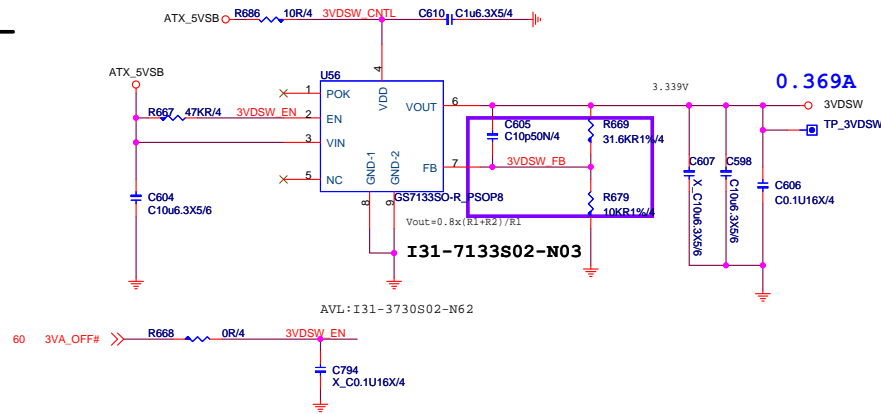 ATX_5VSB R686 10R/4 3VDSW_CNTL C610 C1u6.3X5/4
ATX_5VSB
U56
4
VDD
0.369A
3.339V
1 POK
VOUT 6
3VDSW
R667 47KR/4 3VDSW_EN 2 EN
C605
C10p50N/4
R669
31.6KR1%/4
TP_3VDSW
3 VIN
FB 7 3VDSW_FB
C607
X_C10u6.3X5/6
C598
C10u6.3X5/6
5 NC
GND-1
GND-2
8
9
C604
C10u6.3X5/6
GS7133SO-R_PSOP8
R679
10KR1%/4
C606
C0.1U16X/4
Vout=0.8x(R1+R2)/R1
I31-7133S02-N03
AVL:I31-3730S02-N62
60 3VA_OFF# R668 0R/4 3VDSW_EN
C794
X_C0.1U16X/4